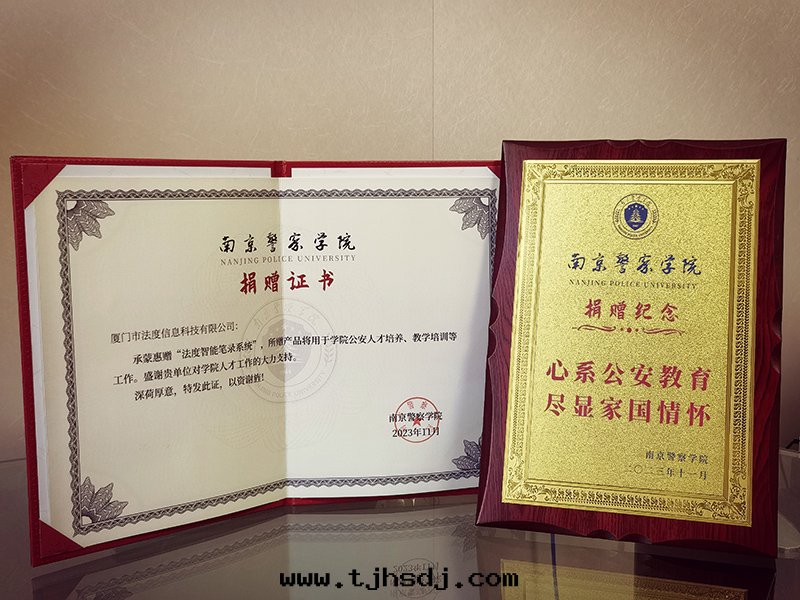 南京警察学院
NANJING POLICE UNIVERSITY
捐赠证书
厦门市法度信息科技有限公司：
承蒙惠赠“法度智能笔录系统”，所赠产品将用于学院公安人才培养、教学培训等
工作。感谢贵单位对学院人才工作的大力支持。
深荷厚意，特发此证，以资谢旌！
南京警察学院
2023年11月
南京警察学院
NANJING POLICE UNIVERSITY
捐赠纪念
心系公安教育
尽显家国情怀
南京警察学院
二〇二三年十一月
www.tjhsdj.com